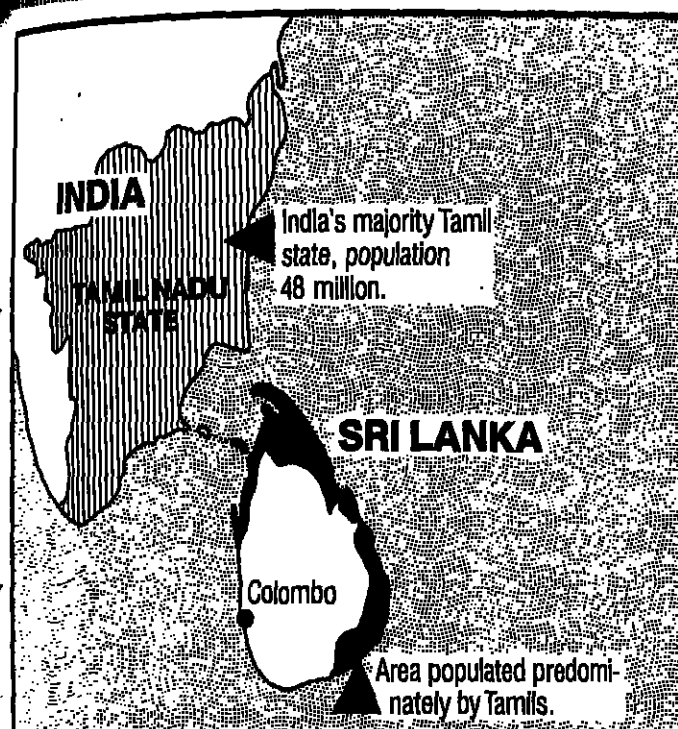 INDIA
India's majority Tamil
state, population
48 million.
TAMIL NADU
STATE
SRI LANKA
Colombo
Area populated predomi-
nately by Tamils.